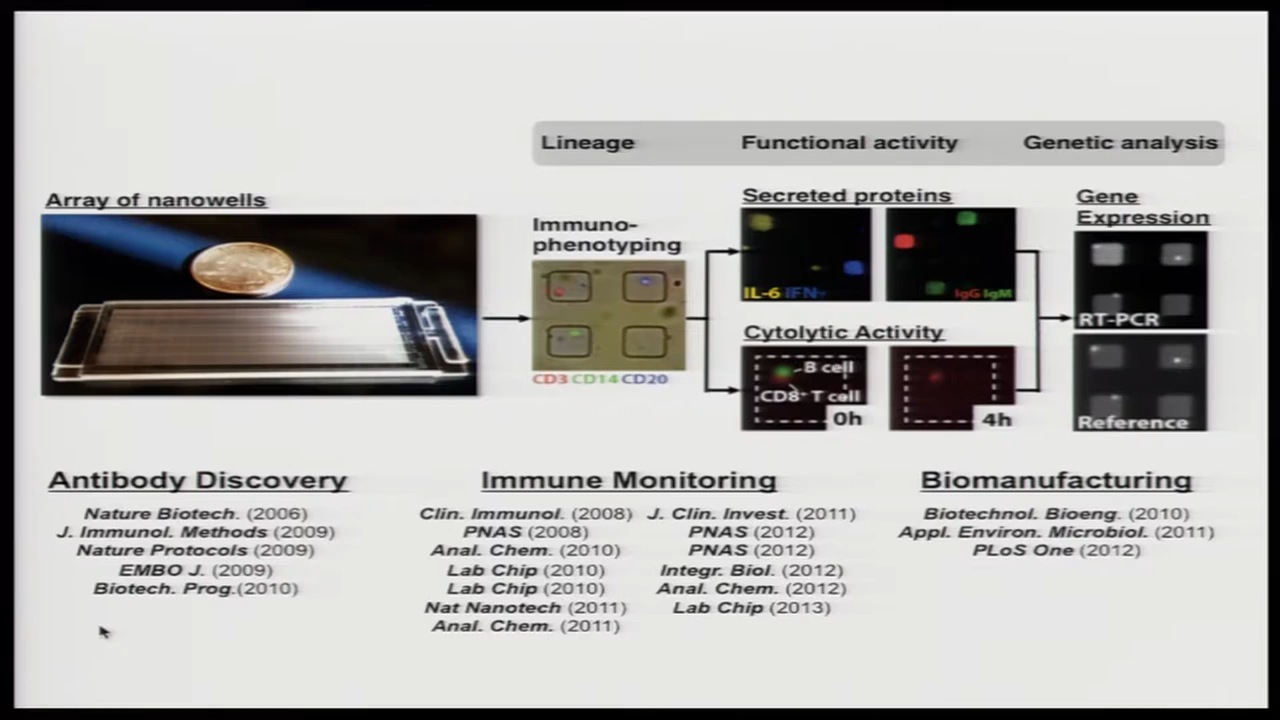 Lineage
Functional activity
Genetic analysis
Array of nanowells
Immuno-
phenotyping
CD3 CD14 CD20
Secreted proteins
IL-6 IFNγ
IgG IgM
Cytolytic Activity
B cell
CD8+ T cell
0h
4h
Gene
Expression
RT-PCR
Reference
Antibody Discovery
Nature Biotech. (2006)
J. Immunol. Methods (2009)
Nature Protocols (2009)
EMBO J. (2009)
Biotech. Prog.(2010)
Immune Monitoring
Clin. Immunol. (2008)
PNAS (2008)
Anal. Chem. (2010)
Lab Chip (2010)
Lab Chip (2010)
Nat Nanotech (2011)
Anal. Chem. (2011)
J. Clin. Invest. (2011)
PNAS (2012)
PNAS (2012)
Integr. Biol. (2012)
Anal. Chem. (2012)
Lab Chip (2013)
Biomanufacturing
Biotechnol. Bioeng. (2010)
Appl. Environ. Microbiol. (2011)
PLoS One (2012)